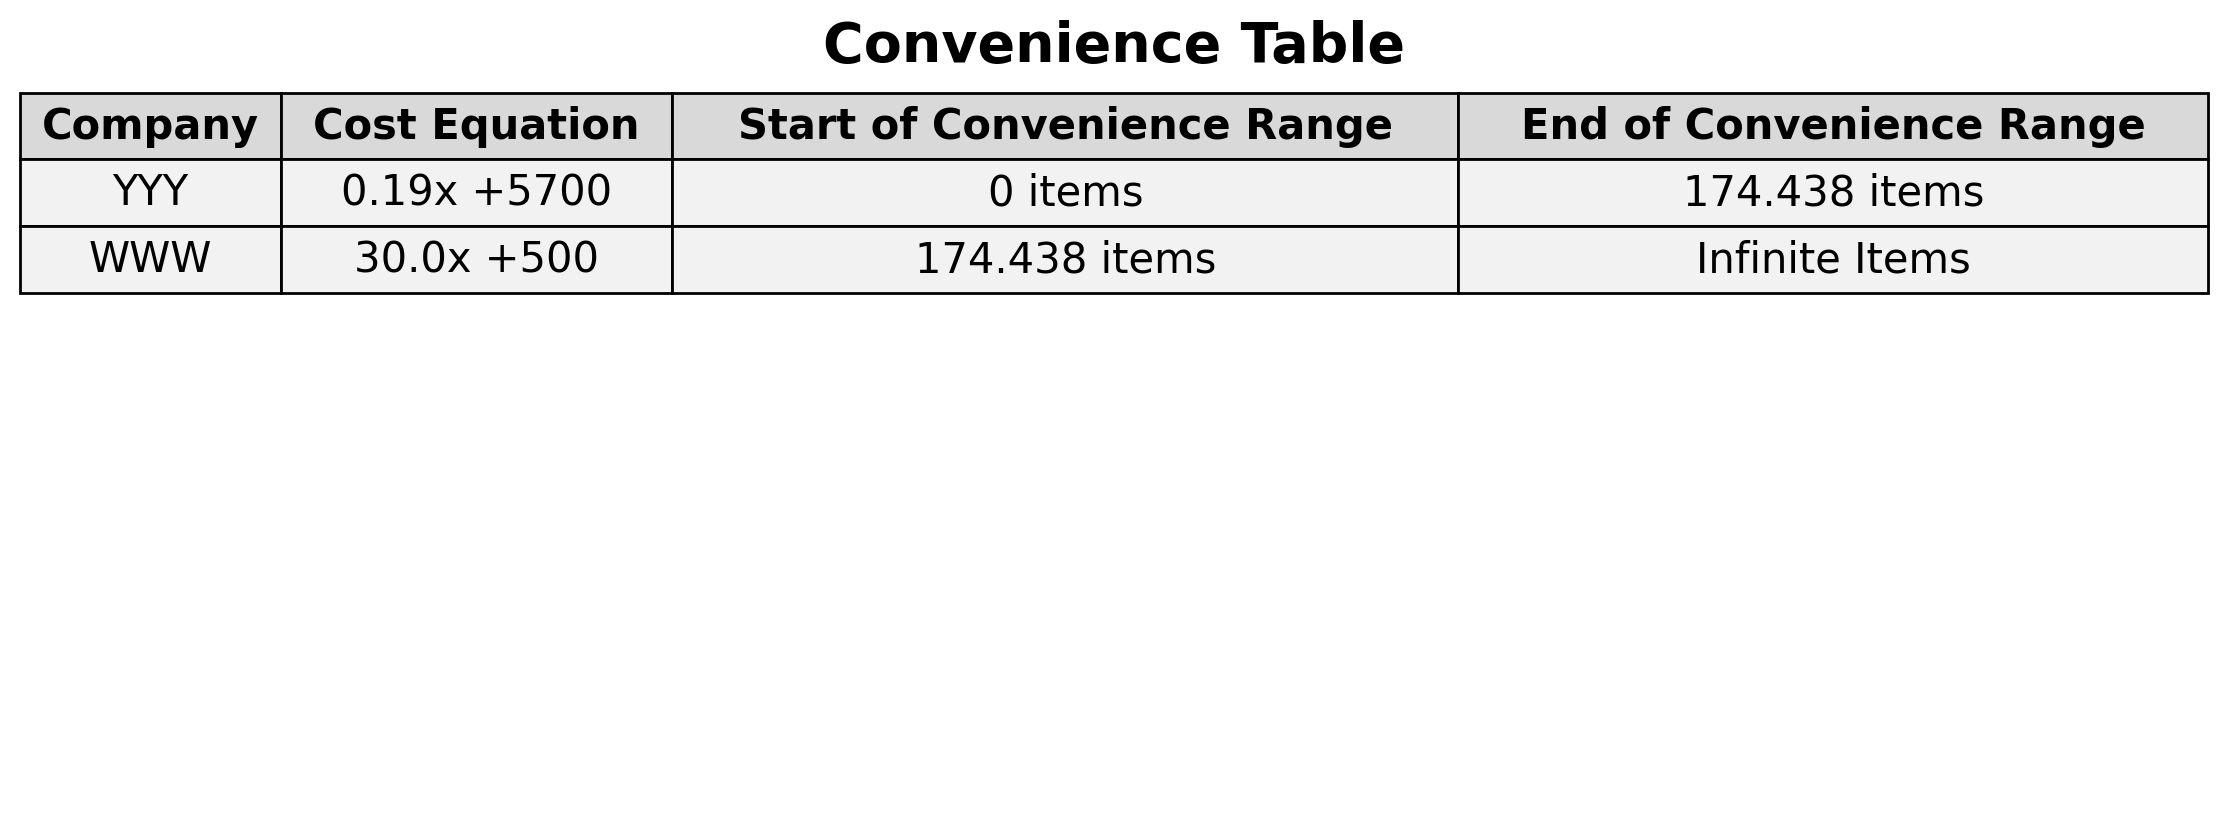 Convenience Table
Company Cost Equation Start of Convenience Range End of Convenience Range
YYY 0.19x +5700 0 items 174.438 items
WWW 30.0x +500 174.438 items Infinite Items